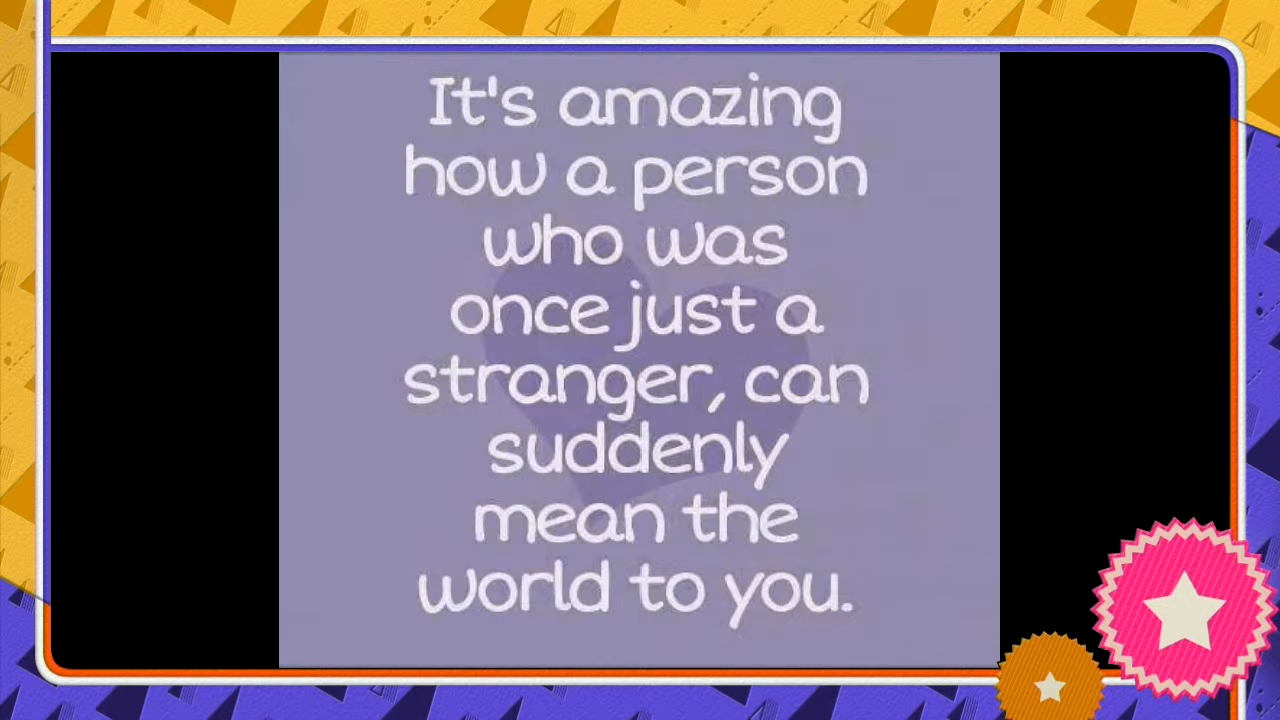 It's amazing
how a person
who was
once just a
stranger, can
suddenly
mean the
world to you.